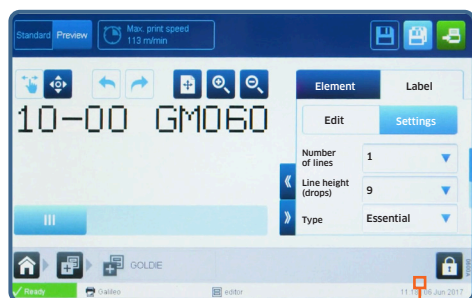 Standard Preview
Max. print speed
113 m/min
Element Label
10-00 GM060
Edit Settings
Number
of lines 1
Line height
(drops) 9
Type Essential
GOLDIE
Ready Galileo editor 06 Jun 2017